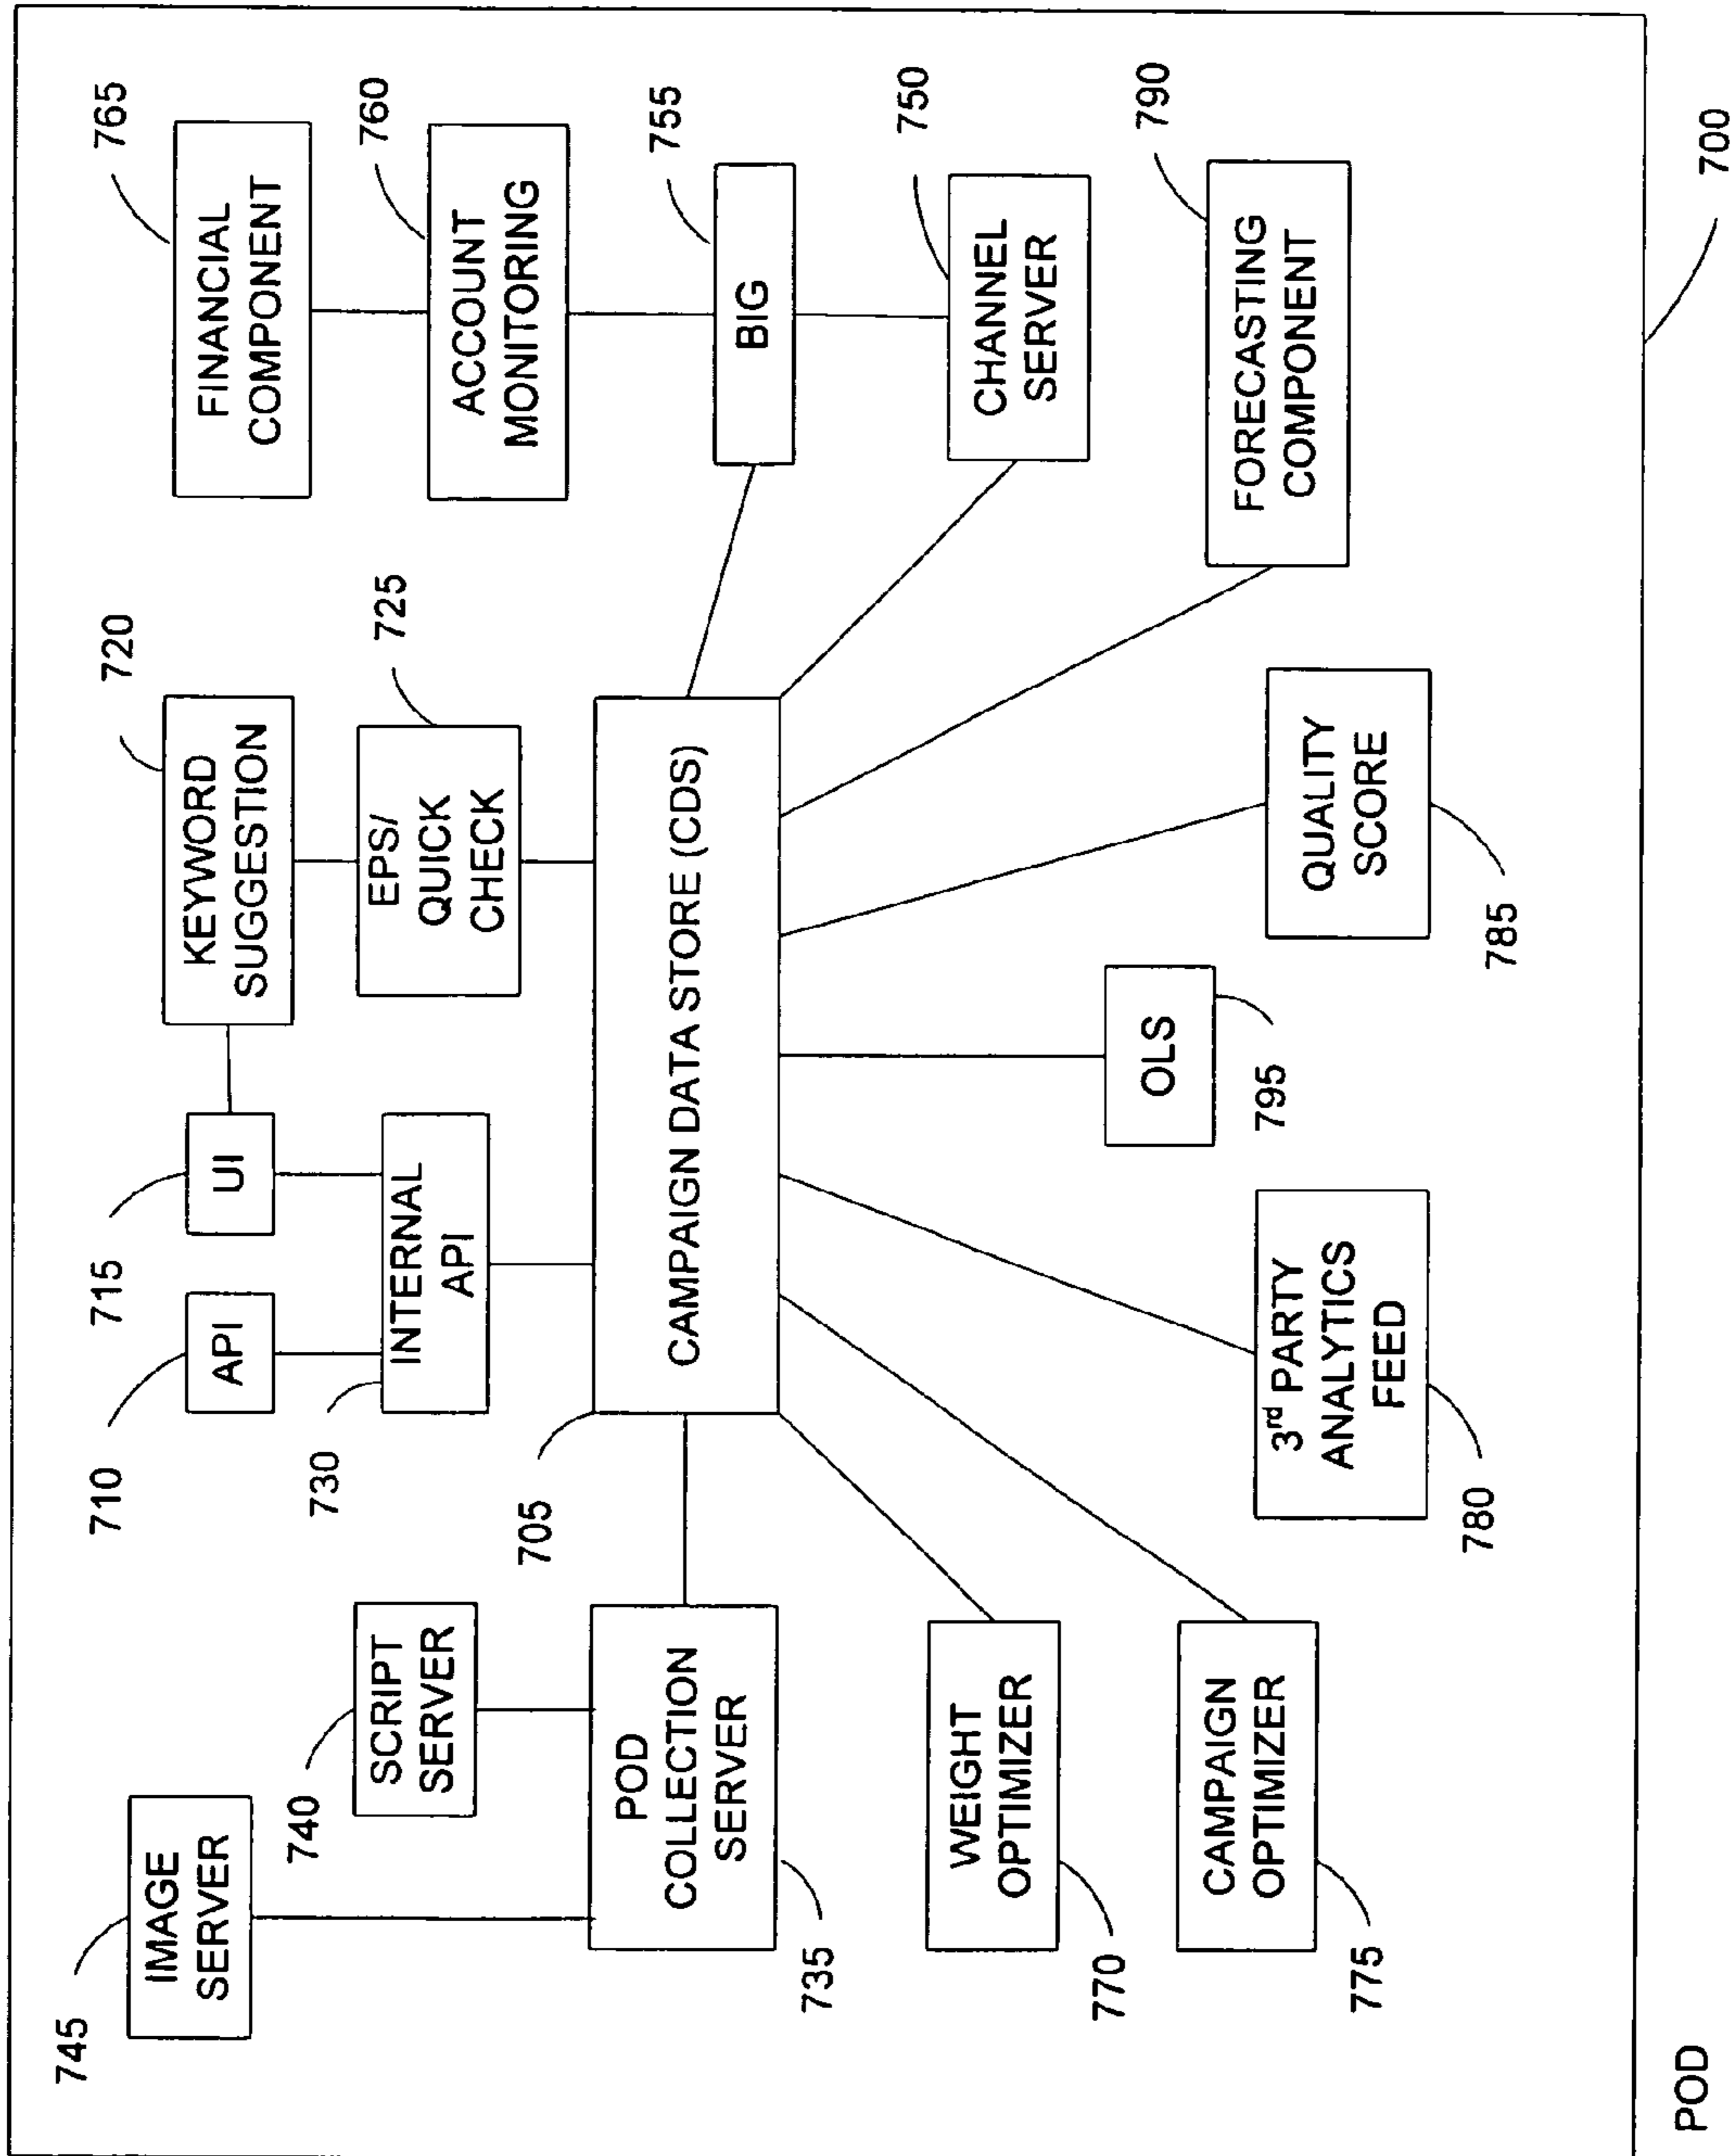 745
IMAGE
SERVER
740
SCRIPT
SERVER
710
API
715
UI
720
KEYWORD
SUGGESTION
765
FINANCIAL
COMPONENT
730
INTERNAL
API
725
EPS/
QUICK
CHECK
760
ACCOUNT
MONITORING
735
POD
COLLECTION
SERVER
705
CAMPAIGN DATA STORE (CDS)
755
BIG
750
CHANNEL
SERVER
770
WEIGHT
OPTIMIZER
775
CAMPAIGN
OPTIMIZER
780
3rd PARTY
ANALYTICS
FEED
795
OLS
785
QUALITY
SCORE
790
FORECASTING
COMPONENT
POD
700